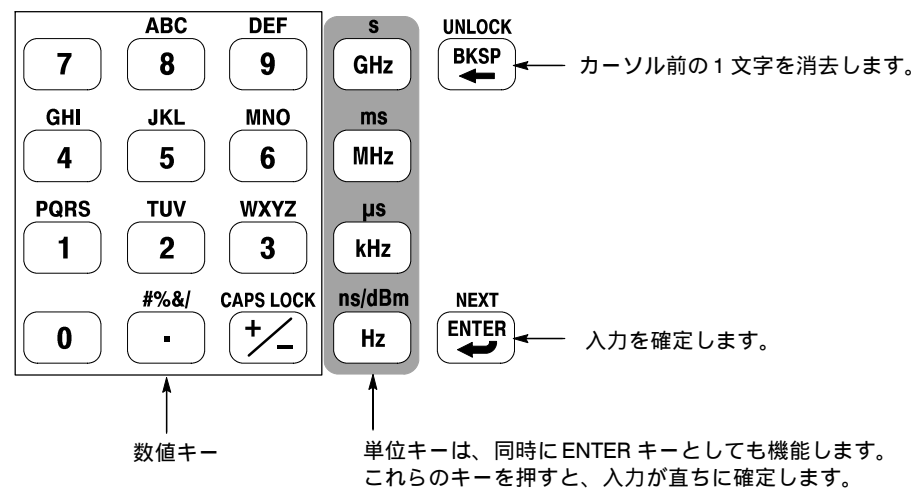 ABC DEF s UNLOCK
7 8 9 GHz BKSP カーソル前の1文字を消去します。
GHI JKL MNO ms
4 5 6 MHz
PQRS TUV WXYZ µs
1 2 3 kHz
#%&/ CAPS LOCK ns/dBm NEXT
0 . +/− Hz ENTER 入力を確定します。
数値キー
単位キーは、同時にENTERキーとしても機能します。
これらのキーを押すと、入力が直ちに確定します。